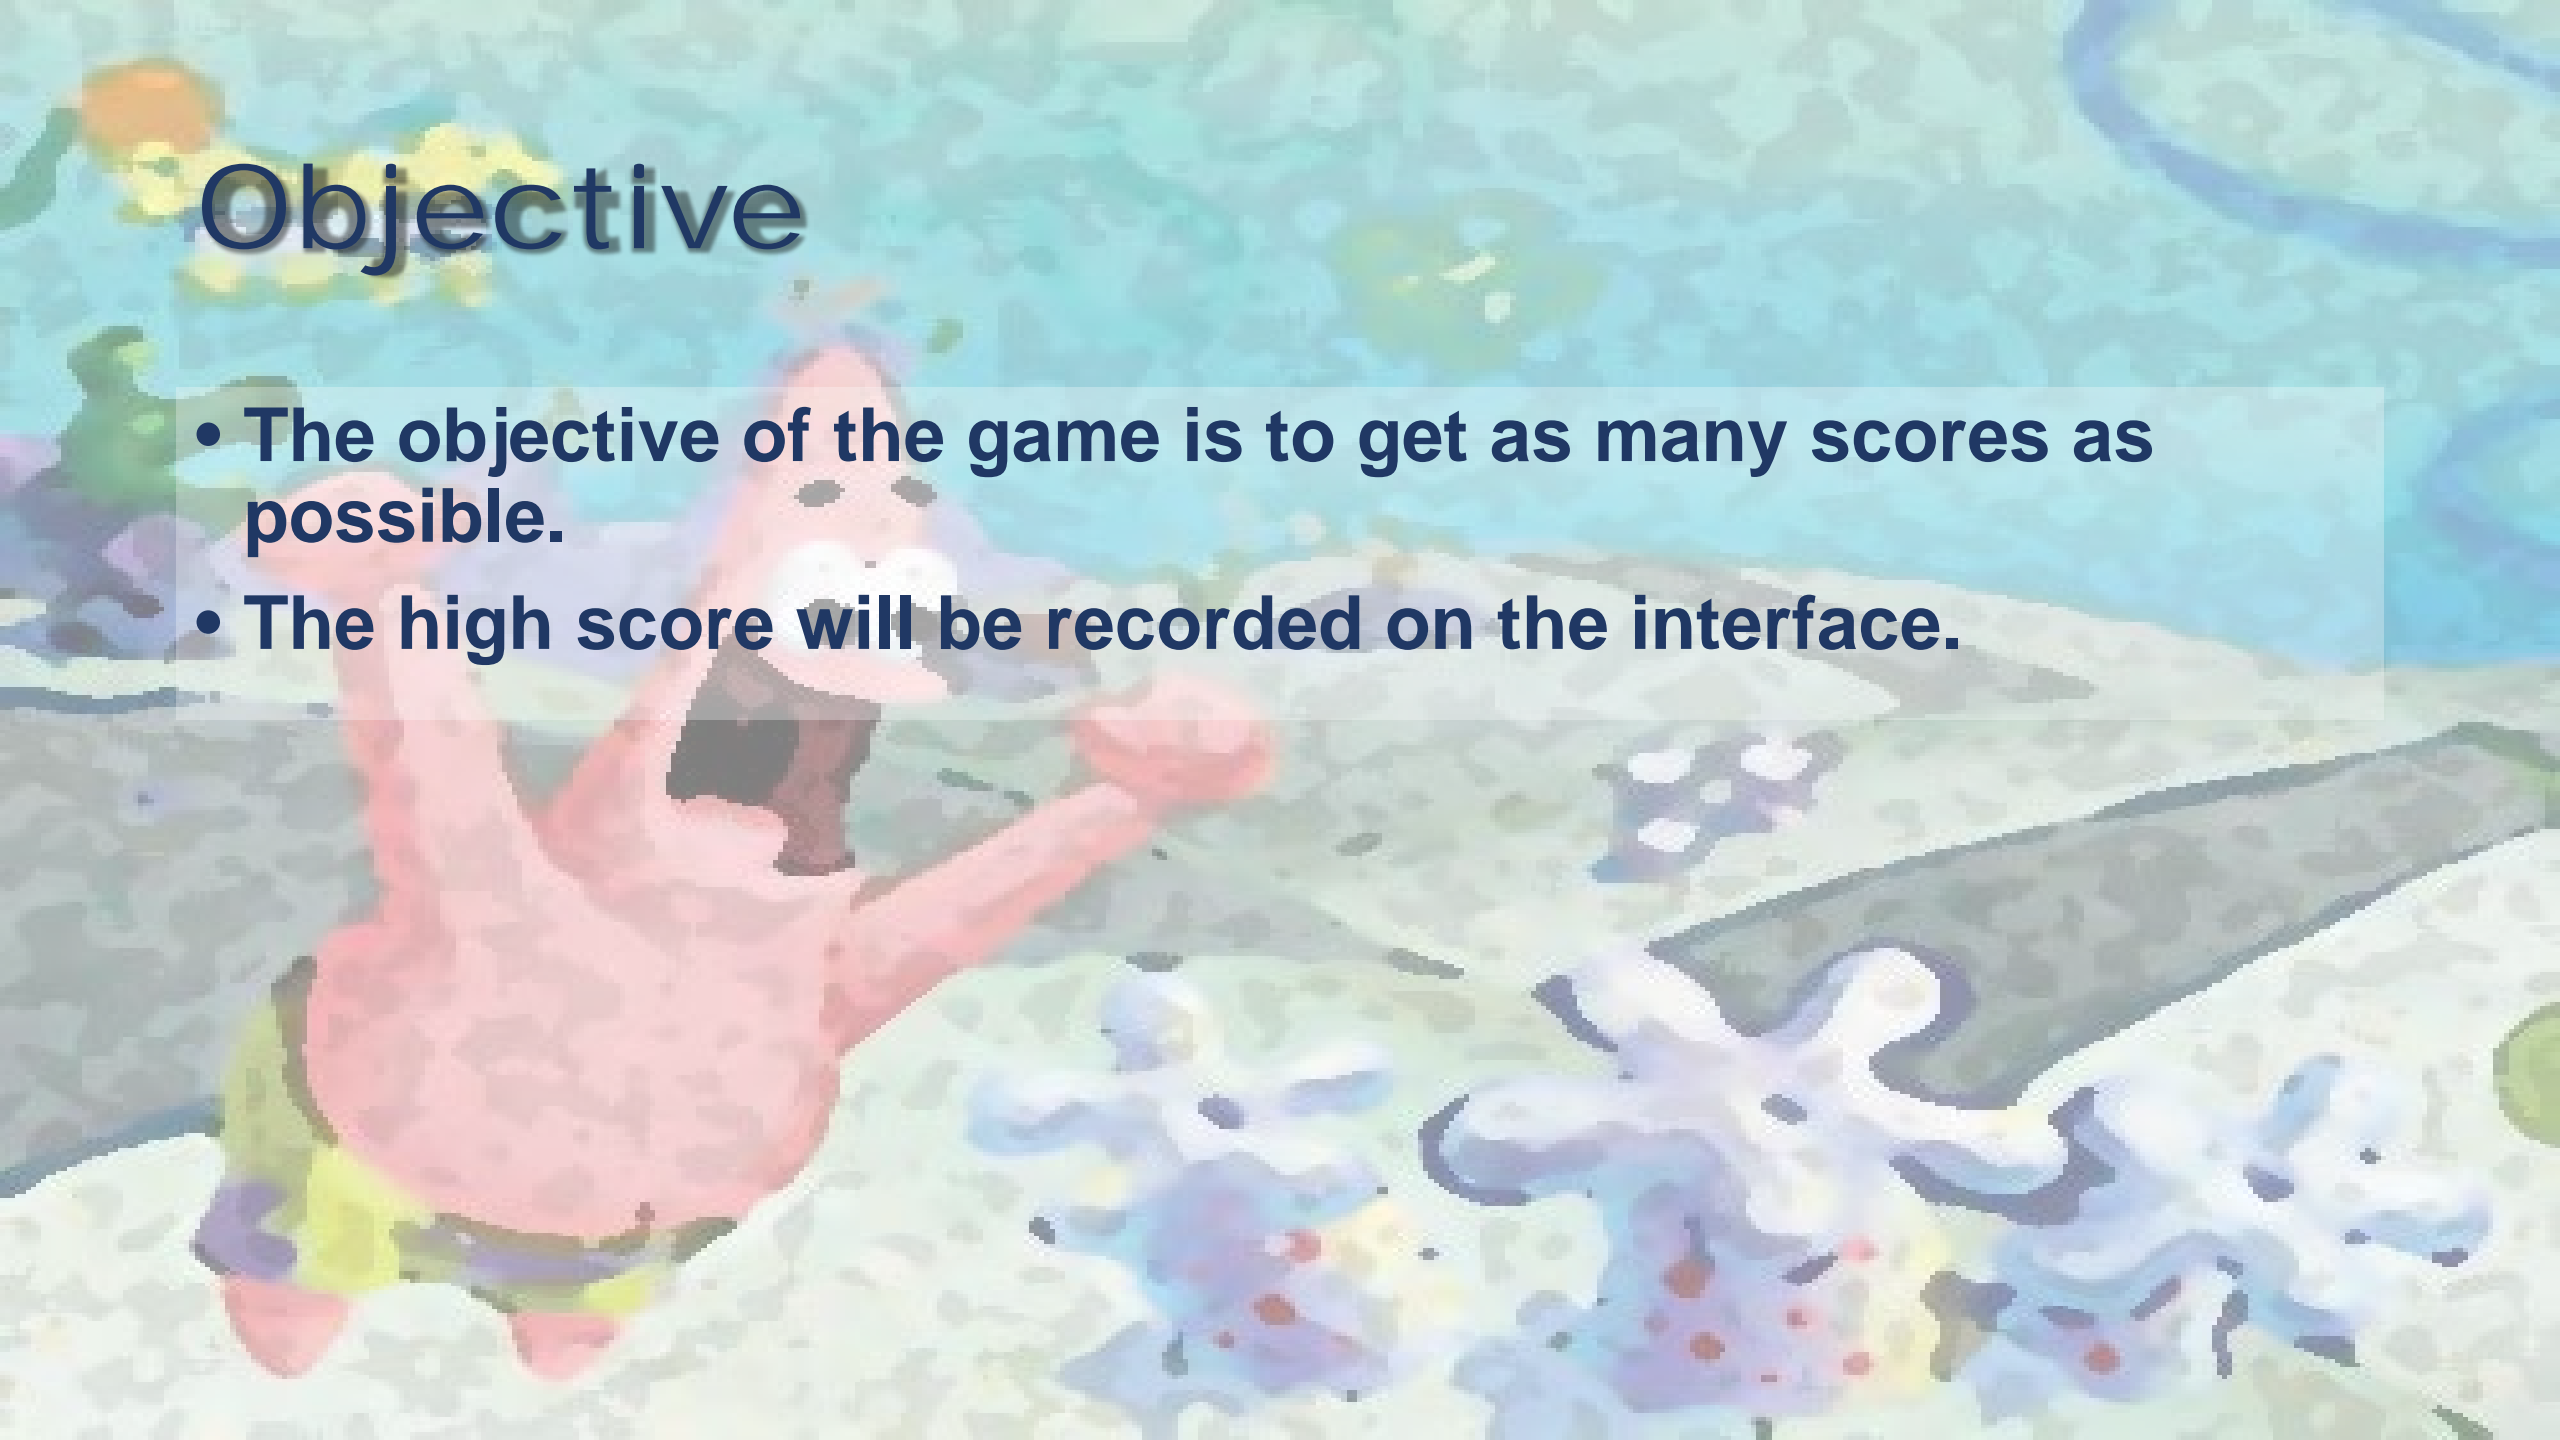 Objective
• The objective of the game is to get as many scores as
possible.
• The high score will be recorded on the interface.